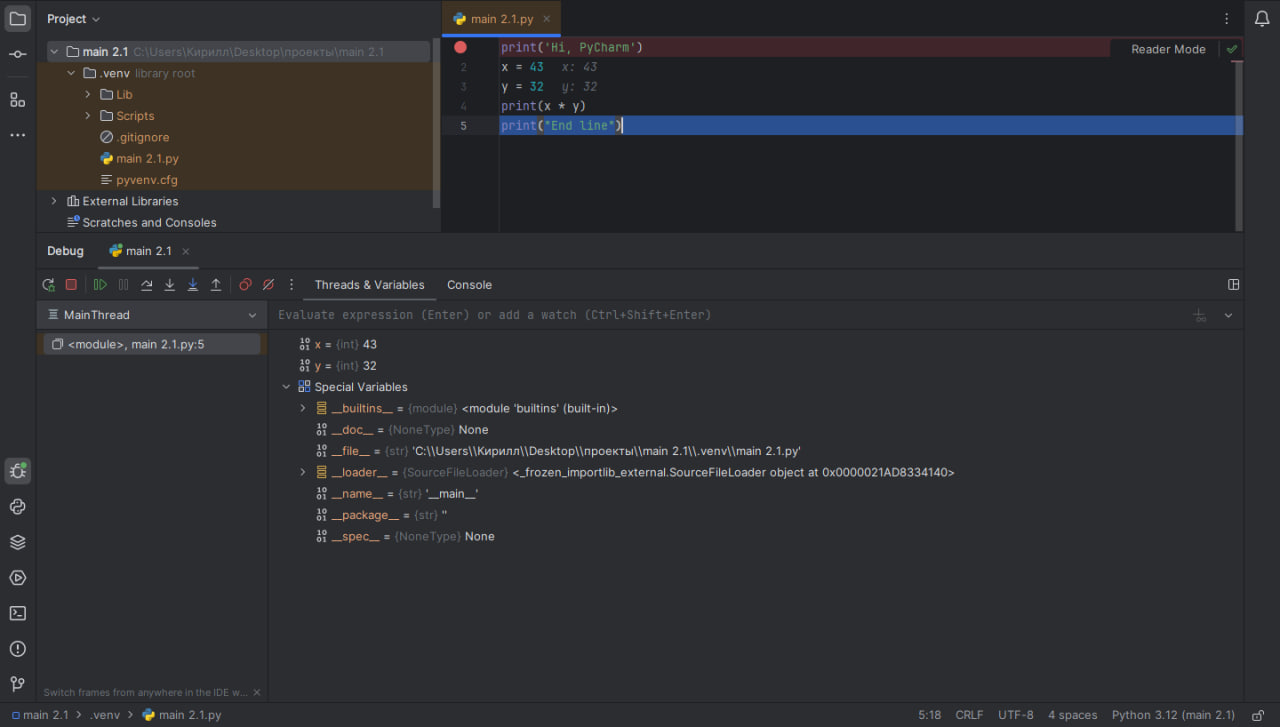 Project
main 2.1 C:\Users\Кирилл\Desktop\проекты\main 2.1
.venv library root
Lib
Scripts
.gitignore
main 2.1.py
pyvenv.cfg
External Libraries
Scratches and Consoles
main 2.1.py
Reader Mode
print('Hi, PyCharm')
2 x = 43 x: 43
3 y = 32 y: 32
4 print(x * y)
5 print("End line")
Debug main 2.1
Threads & Variables Console
MainThread
<module>, main 2.1.py:5
Evaluate expression (Enter) or add a watch (Ctrl+Shift+Enter)
x = {int} 43
y = {int} 32
Special Variables
__builtins__ = {module} <module 'builtins' (built-in)>
__doc__ = {NoneType} None
__file__ = {str} 'C:\\Users\\Кирилл\\Desktop\\проекты\\main 2.1\\.venv\\main 2.1.py'
__loader__ = {SourceFileLoader} <_frozen_importlib_external.SourceFileLoader object at 0x0000021AD8334140>
__name__ = {str} '__main__'
__package__ = {str} ''
__spec__ = {NoneType} None
Switch frames from anywhere in the IDE w...
main 2.1 > .venv > main 2.1.py
5:18 CRLF UTF-8 4 spaces Python 3.12 (main 2.1)